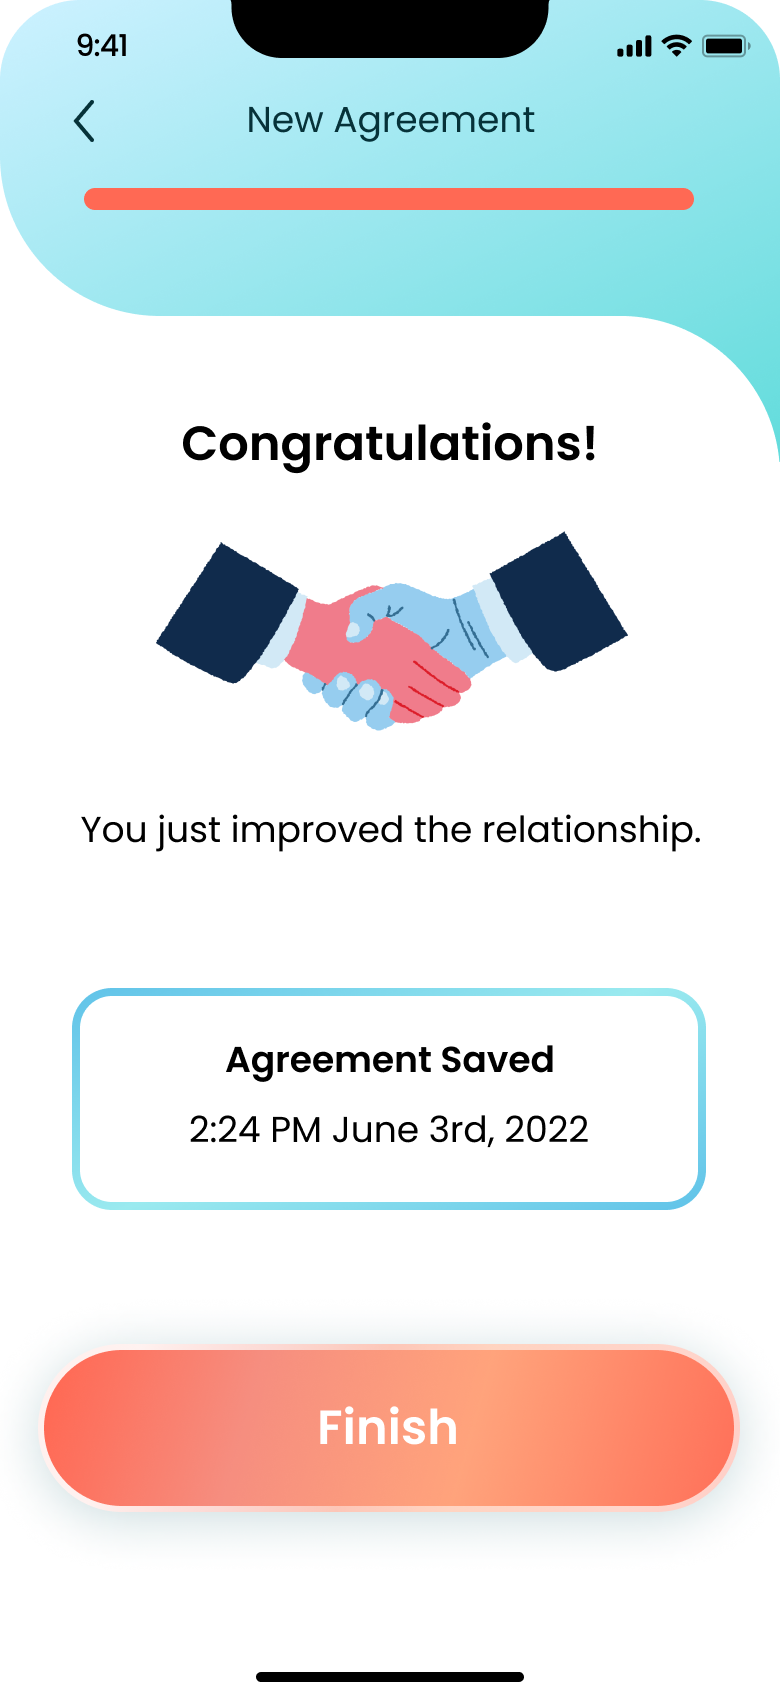 9:41
New Agreement
Congratulations!
You just improved the relationship.
Agreement Saved
2:24 PM June 3rd, 2022
Finish